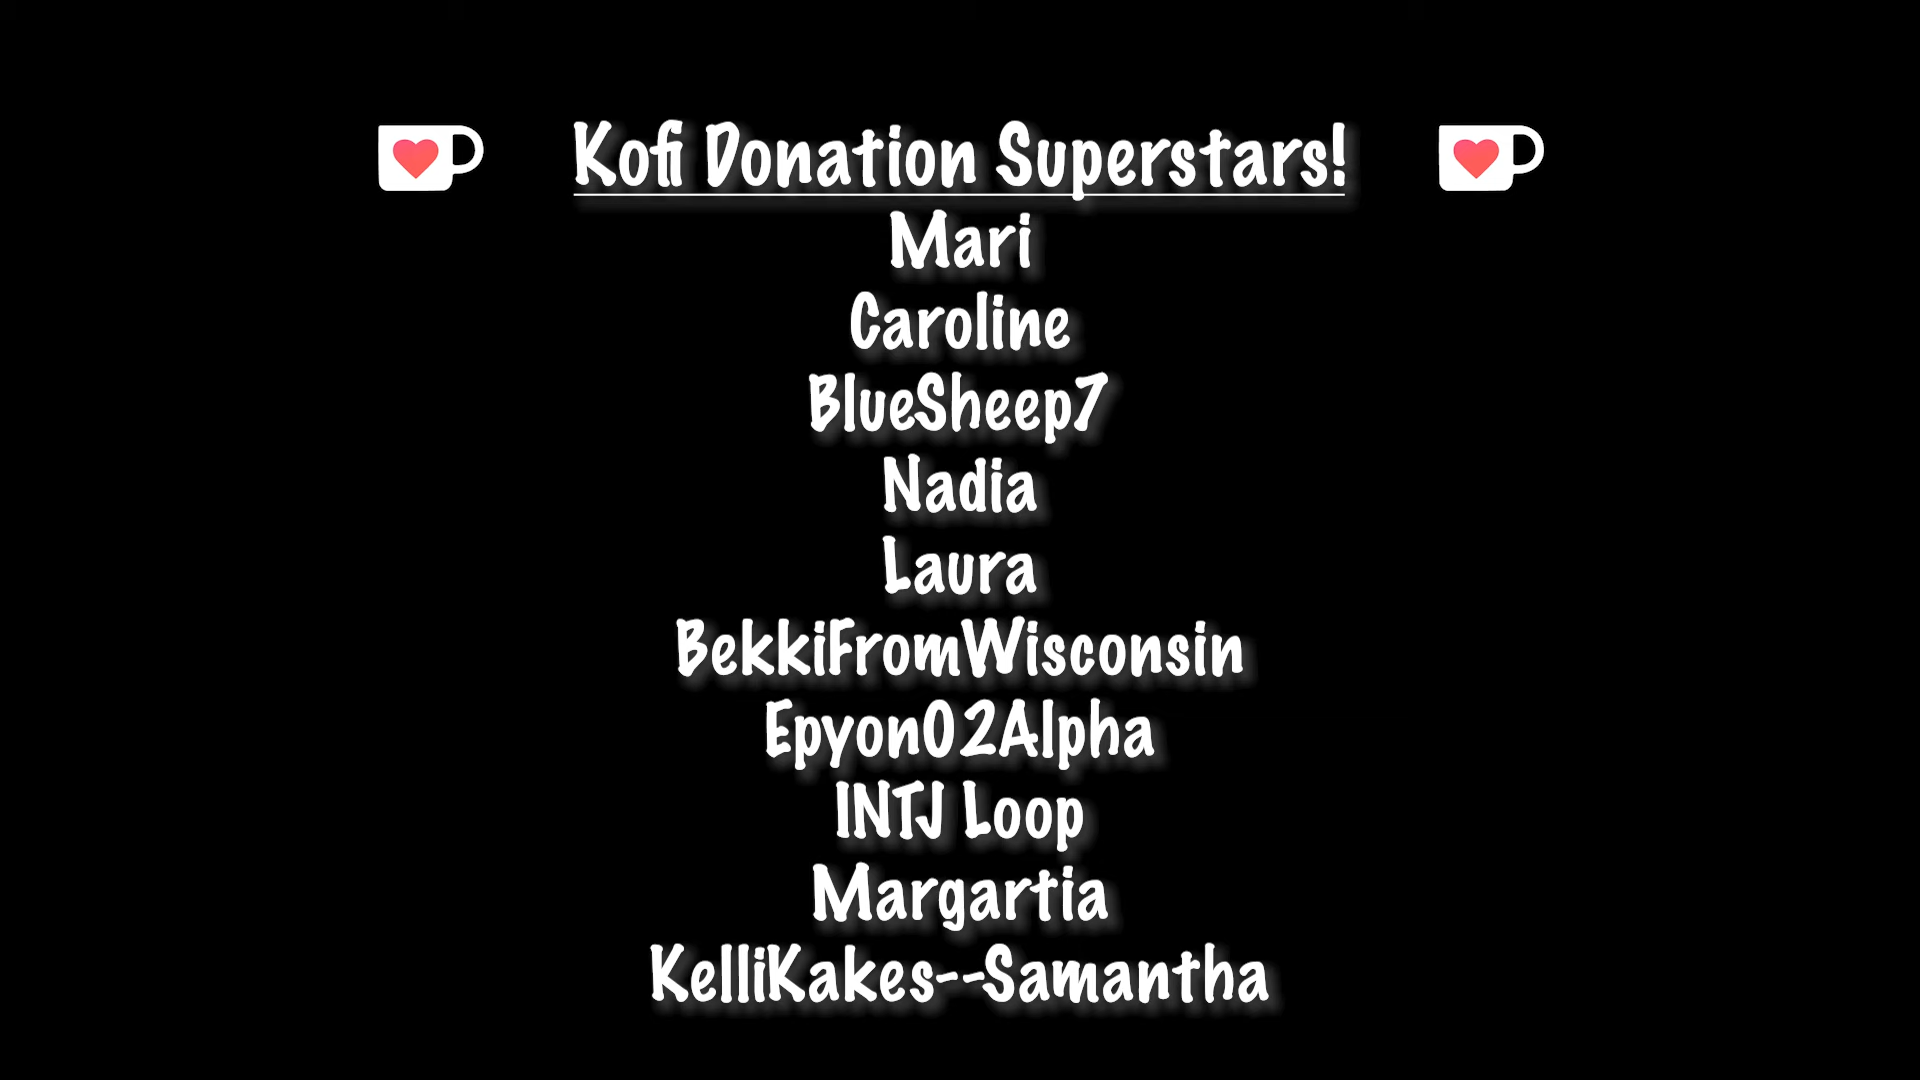 Kofi Donation Superstars!
Mari
Caroline
BlueSheep7
Nadia
Laura
BekkiFromWisconsin
Epyon02Alpha
INTJ Loop
Margartia
KelliKakes--Samantha